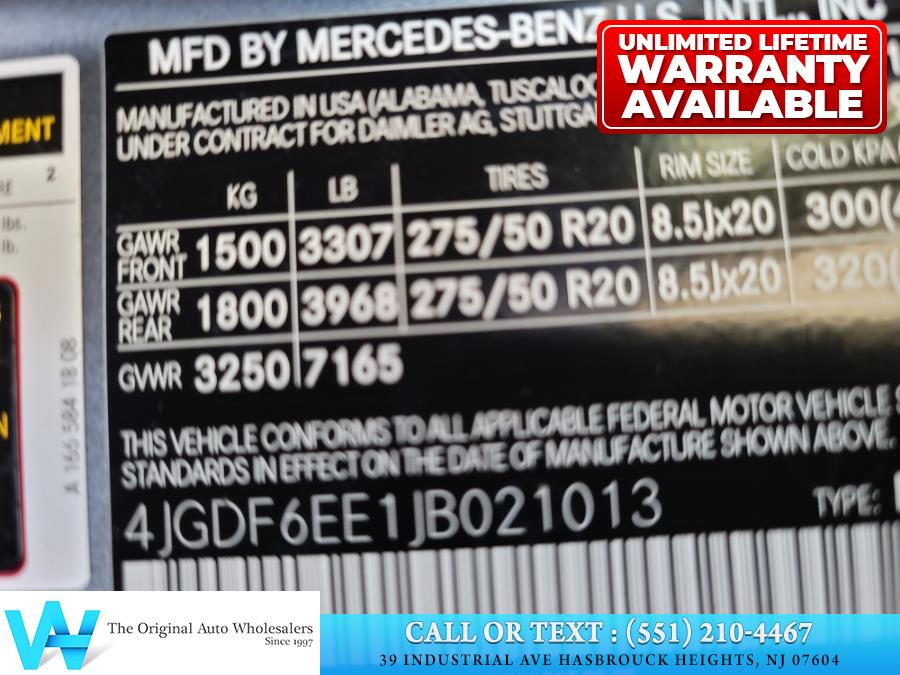 MFD BY MERCEDES-BENZ U.S. INTL., INC
UNLIMITED LIFETIME
WARRANTY
AVAILABLE
MANUFACTURED IN USA (ALABAMA,
UNDER CONTRACT FOR DAIMLER AG,
MENT
2
lbs.
lb.
KG LB TIRES RIM SIZE COLD KPA
GAWR FRONT 1500 3307 275/50 R20 8.5Jx20 300(
GAWR REAR 1800 3968 275/50 R20 8.5Jx20 320(
GVWR 3250 7165
A 166 584 18 08
THIS VEHICLE CONFORMS TO ALL APPLICABLE FEDERAL MOTOR VEHICLE
STANDARDS IN EFFECT ON THE DATE OF MANUFACTURE SHOWN ABOVE.
4JGDF6EE1JB021013 TYPE:
The Original Auto Wholesalers
Since 1997
CALL OR TEXT : (551) 210-4467
39 INDUSTRIAL AVE HASBROUCK HEIGHTS, NJ 07604